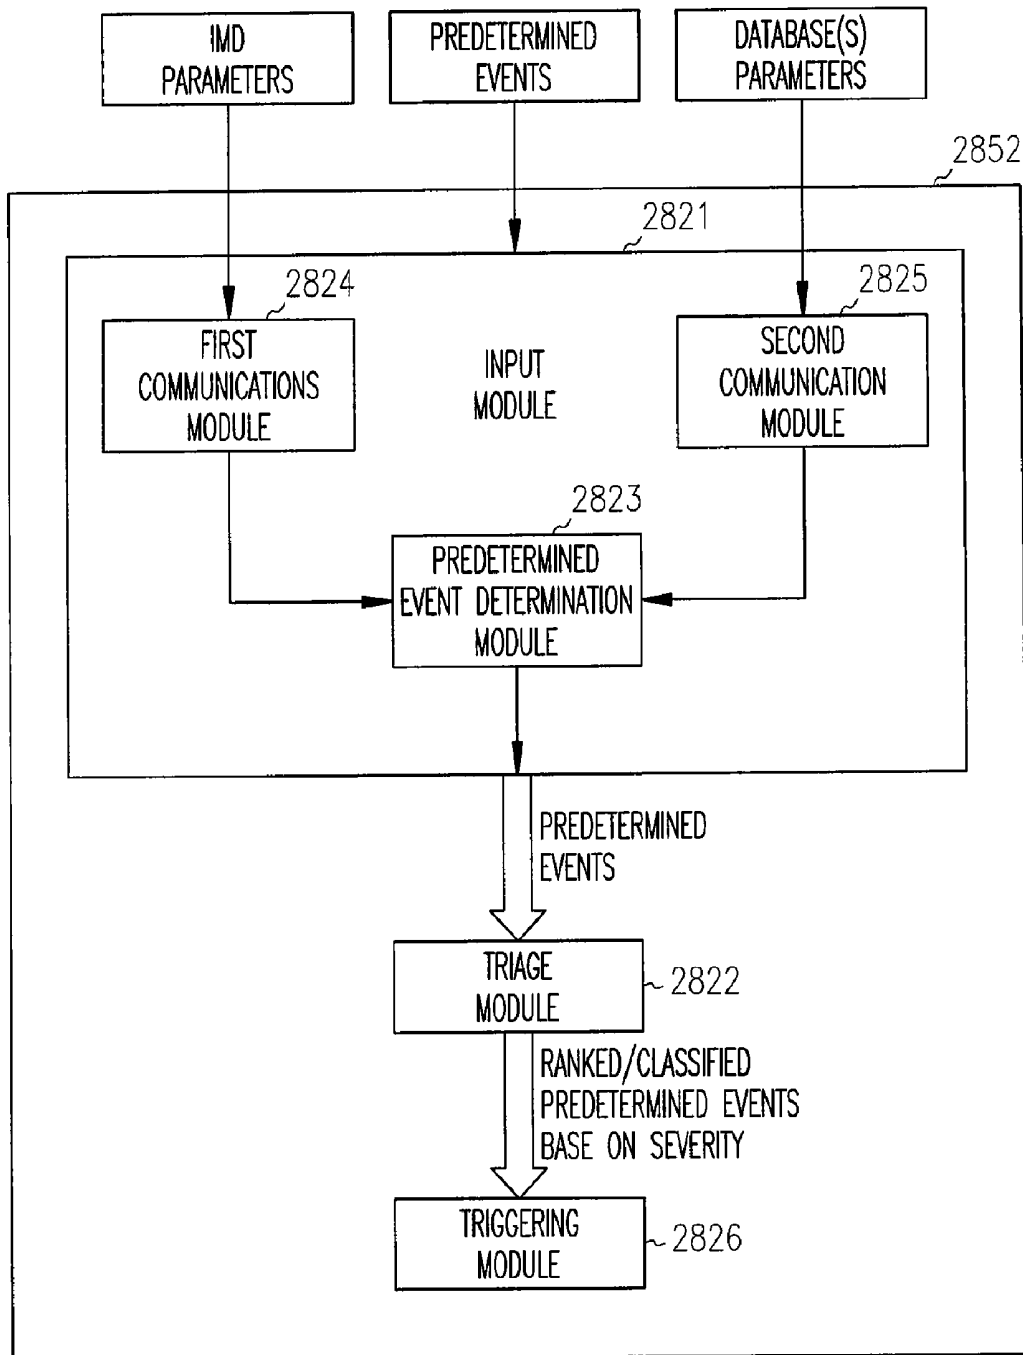 IMD
PARAMETERS
PREDETERMINED
EVENTS
DATABASE(S)
PARAMETERS
2852
2821
2824
FIRST
COMMUNICATIONS
MODULE
INPUT
MODULE
2825
SECOND
COMMUNICATION
MODULE
2823
PREDETERMINED
EVENT DETERMINATION
MODULE
PREDETERMINED
EVENTS
TRIAGE
MODULE
2822
RANKED/CLASSIFIED
PREDETERMINED EVENTS
BASE ON SEVERITY
TRIGGERING
MODULE
2826